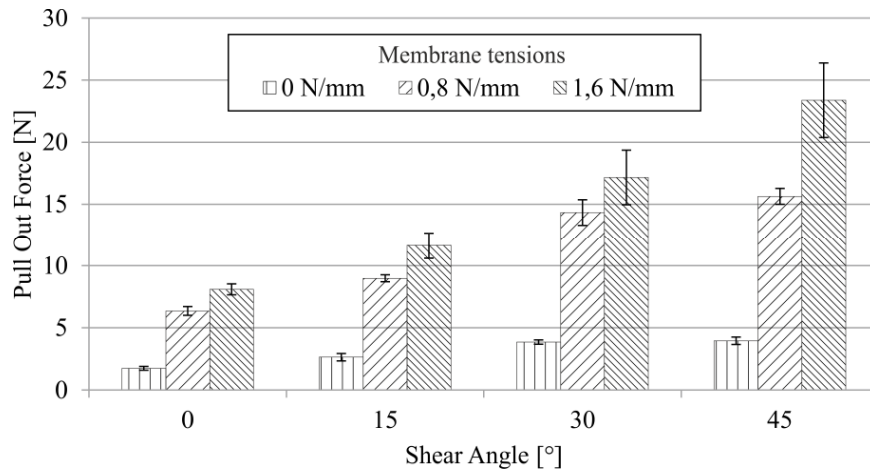 30
25
20
15
10
5
0
Pull Out Force [N]
Membrane tensions
0 N/mm 0,8 N/mm 1,6 N/mm
0 15 30 45
Shear Angle [°]